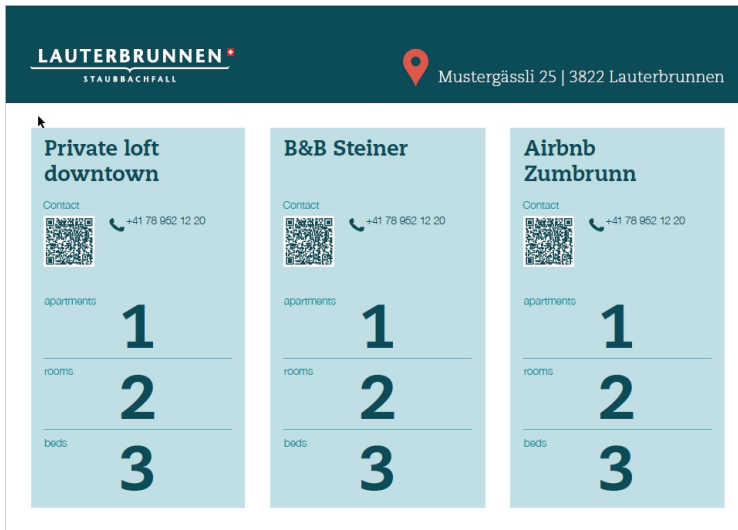 LAUTERBRUNNEN
STAUBBACHFALL
Mustergässli 25 | 3822 Lauterbrunnen
Private loft
downtown
Contact
+41 78 952 12 20
apartments
1
rooms
2
beds
3
B&B Steiner
Contact
+41 78 952 12 20
apartments
1
rooms
2
beds
3
Airbnb
Zumbrunn
Contact
+41 78 952 12 20
apartments
1
rooms
2
beds
3